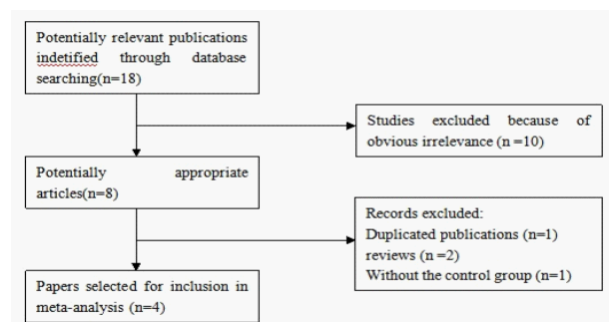 Potentially relevant publications
indetified through database
searching(n=18)
Studies excluded because of
obvious irrelevance (n =10)
Potentially appropriate
articles(n=8)
Records excluded:
Duplicated publications (n=1)
reviews (n =2)
Without the control group (n=1)
Papers selected for inclusion in
meta-analysis (n=4)